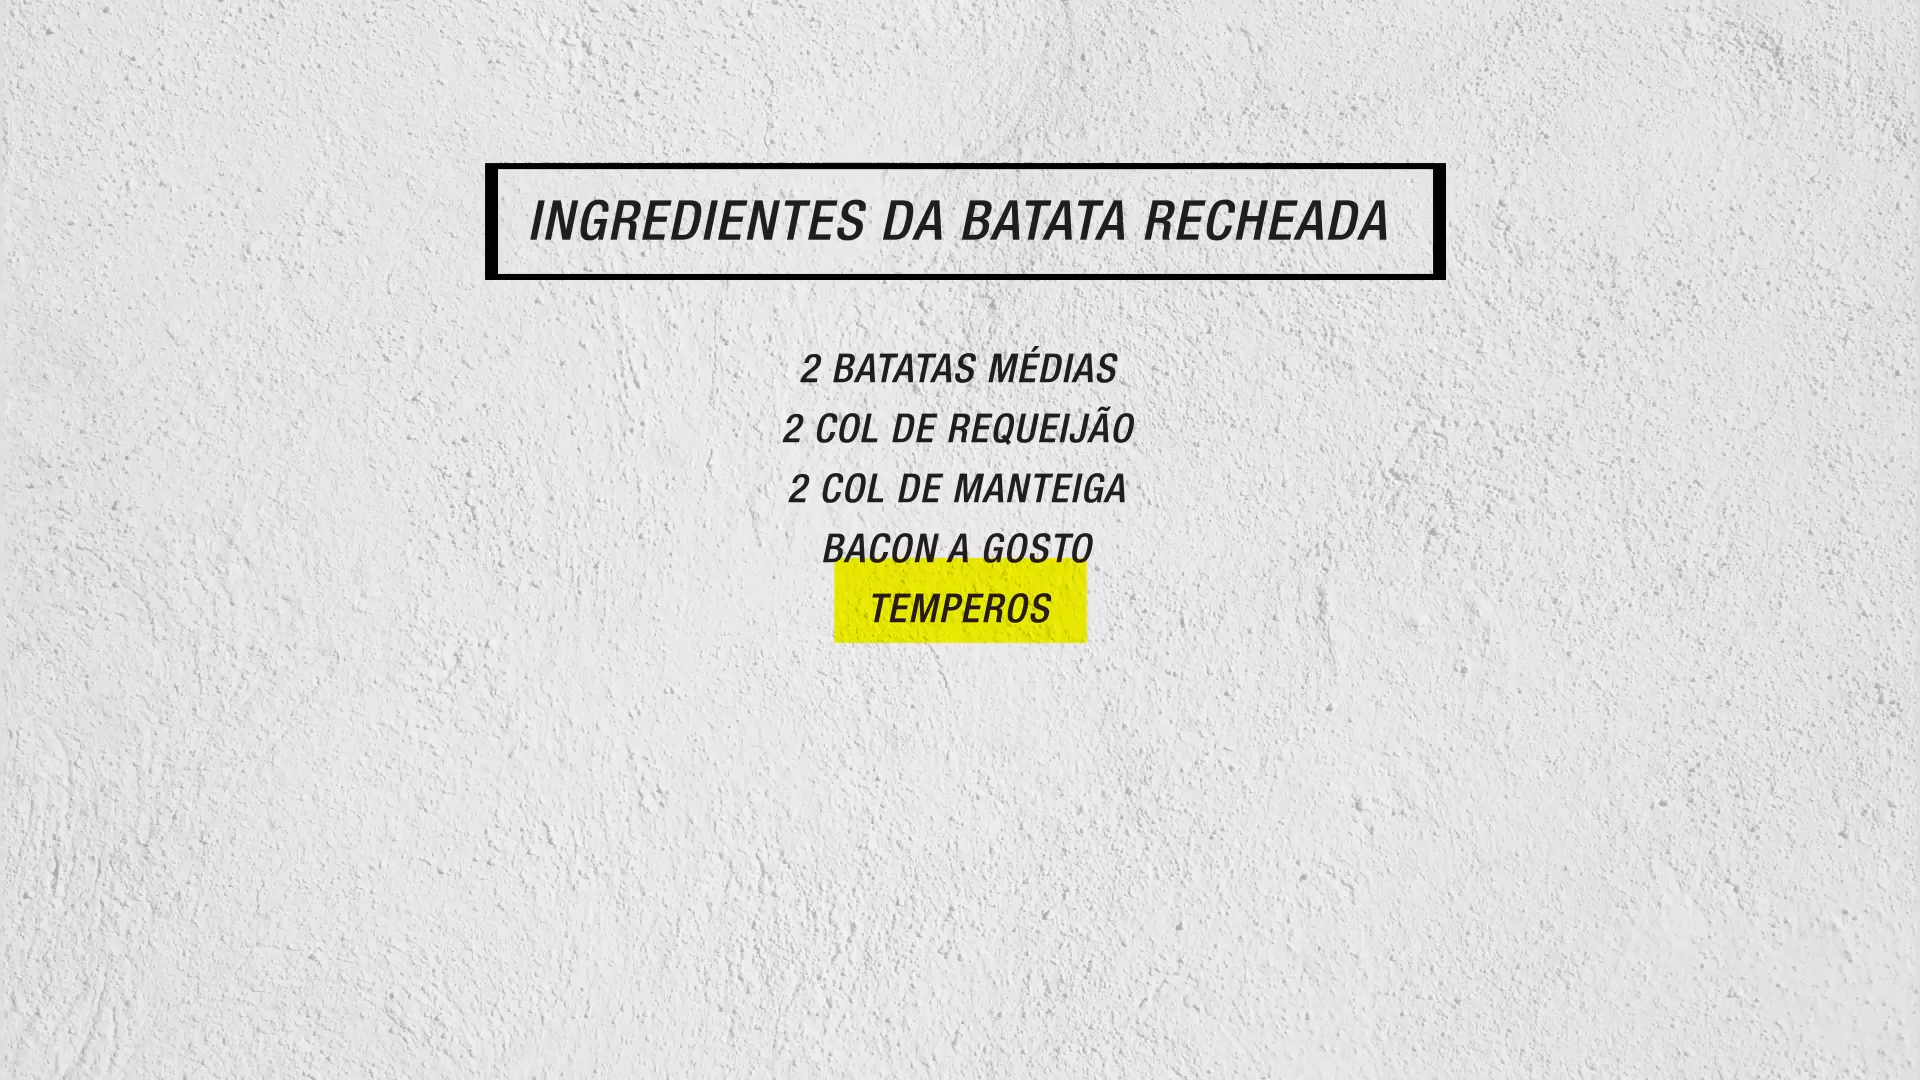 INGREDIENTES DA BATATA RECHEADA
2 BATATAS MÉDIAS
2 COL DE REQUEIJÃO
2 COL DE MANTEIGA
BACON A GOSTO
TEMPEROS